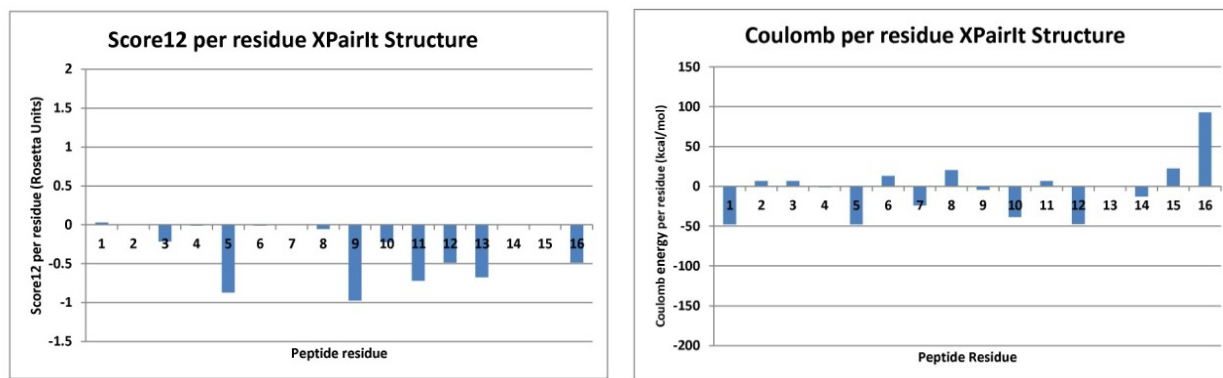 Score12 per residue XPairIt Structure
Score12 per residue (Rosetta Units)
2
1.5
1
0.5
0
-0.5
-1
-1.5
1 2 3 4 5 6 7 8 9 10 11 12 13 14 15 16
Peptide residue
Coulomb per residue XPairIt Structure
Coulomb energy per residue (kcal/mol)
150
100
50
0
-50
-100
-150
-200
1 2 3 4 5 6 7 8 9 10 11 12 13 14 15 16
Peptide Residue